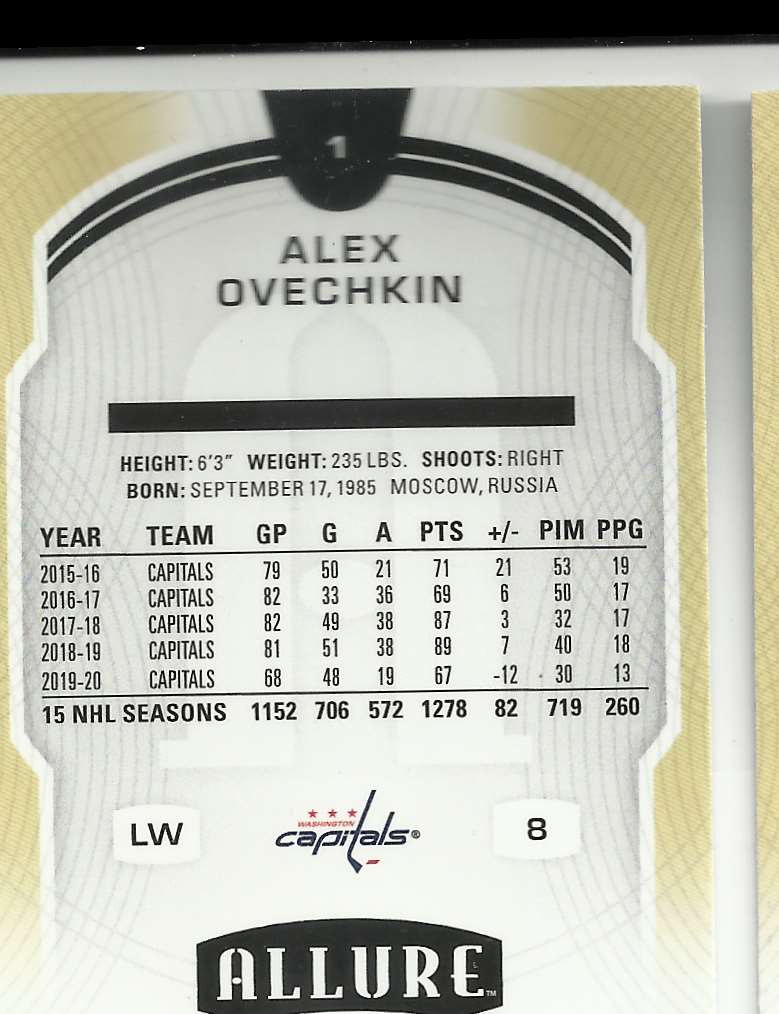 1
ALEX
OVECHKIN
HEIGHT: 6'3" WEIGHT: 235 LBS. SHOOTS: RIGHT
BORN: SEPTEMBER 17, 1985 MOSCOW, RUSSIA
YEAR TEAM GP G A PTS +/- PIM PPG
2015-16 CAPITALS 79 50 21 71 21 53 19
2016-17 CAPITALS 82 33 36 69 6 50 17
2017-18 CAPITALS 82 49 38 87 3 32 17
2018-19 CAPITALS 81 51 38 89 7 40 18
2019-20 CAPITALS 68 48 19 67 -12 30 13
15 NHL SEASONS 1152 706 572 1278 82 719 260
LW
WASHINGTON
capitals®
8
ALLURE™